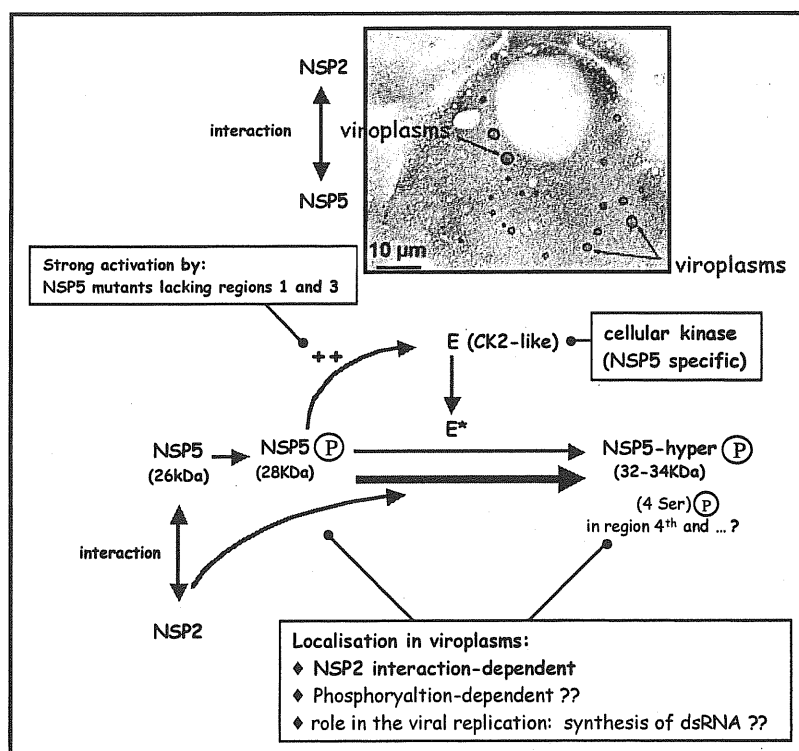 NSP2
interaction
NSP5
viroplasms
10 µm
viroplasms
Strong activation by:
NSP5 mutants lacking regions 1 and 3
++
E (CK2-like)
cellular kinase
(NSP5 specific)
E*
NSP5
(26kDa)
NSP5 P
(28KDa)
NSP5-hyper P
(32-34KDa)
(4 Ser) P
in region 4th and ... ?
interaction
NSP2
Localisation in viroplasms:
♦ NSP2 interaction-dependent
♦ Phosphoryaltion-dependent ??
♦ role in the viral replication: synthesis of dsRNA ??